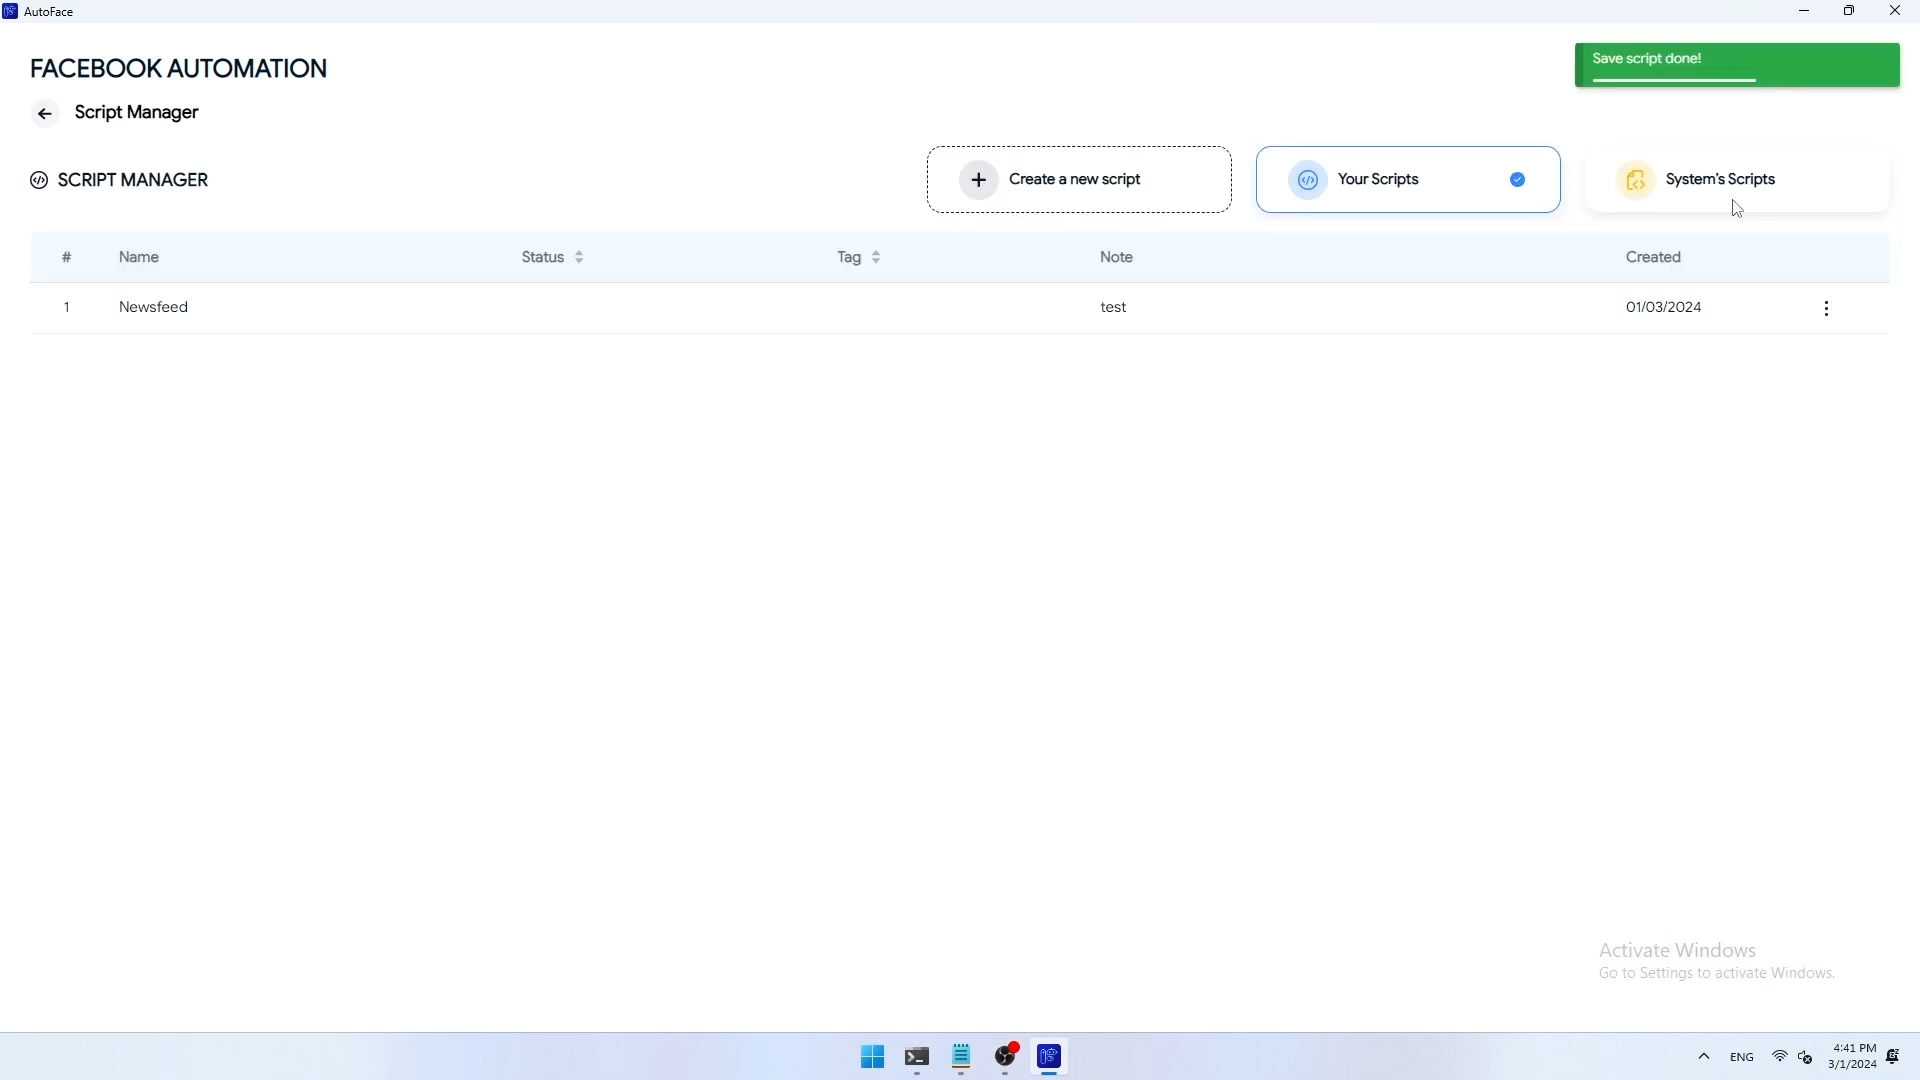 AutoFace
FACEBOOK AUTOMATION
Save script done!
Script Manager
SCRIPT MANAGER
Create a new script
Your Scripts
System's Scripts
# Name Status Tag Note Created
1 Newsfeed test 01/03/2024
Activate Windows
Go to Settings to activate Windows.
ENG
4:41 PM
3/1/2024